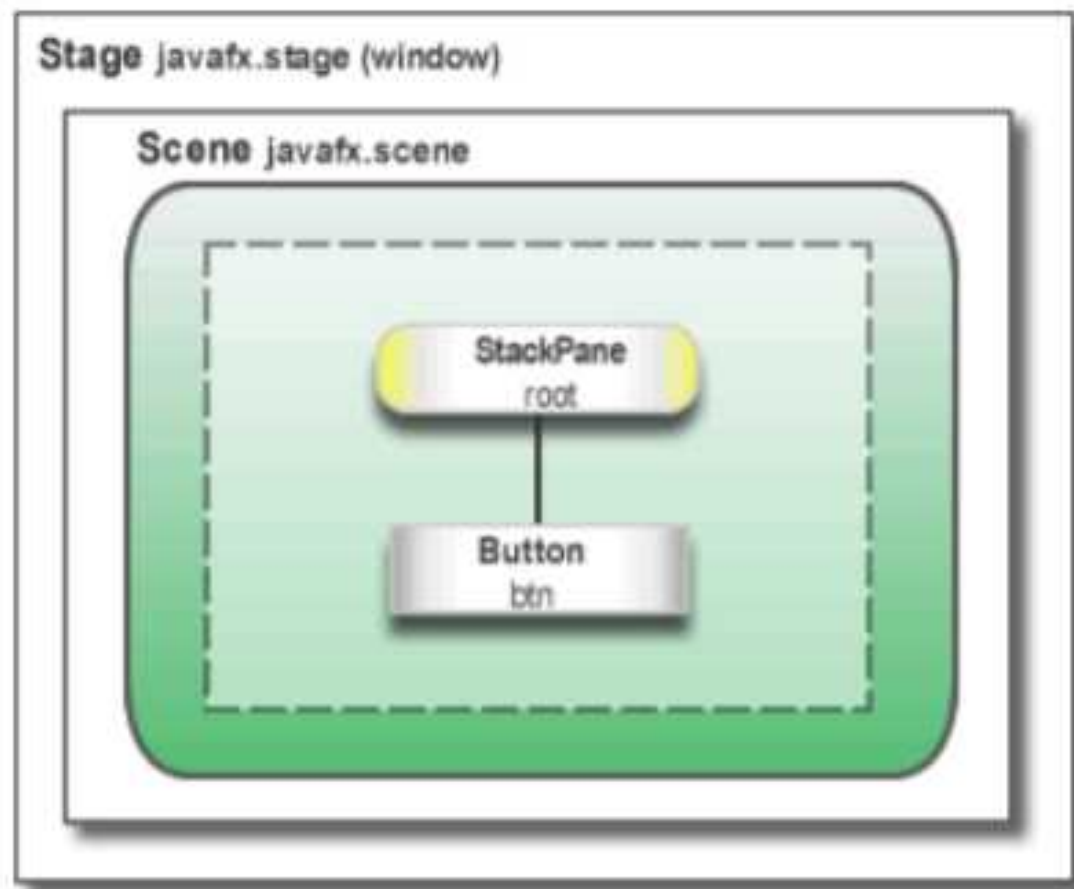 Stage javafx.stage (window)
Scene javafx.scene
StackPane
root
Button
btn